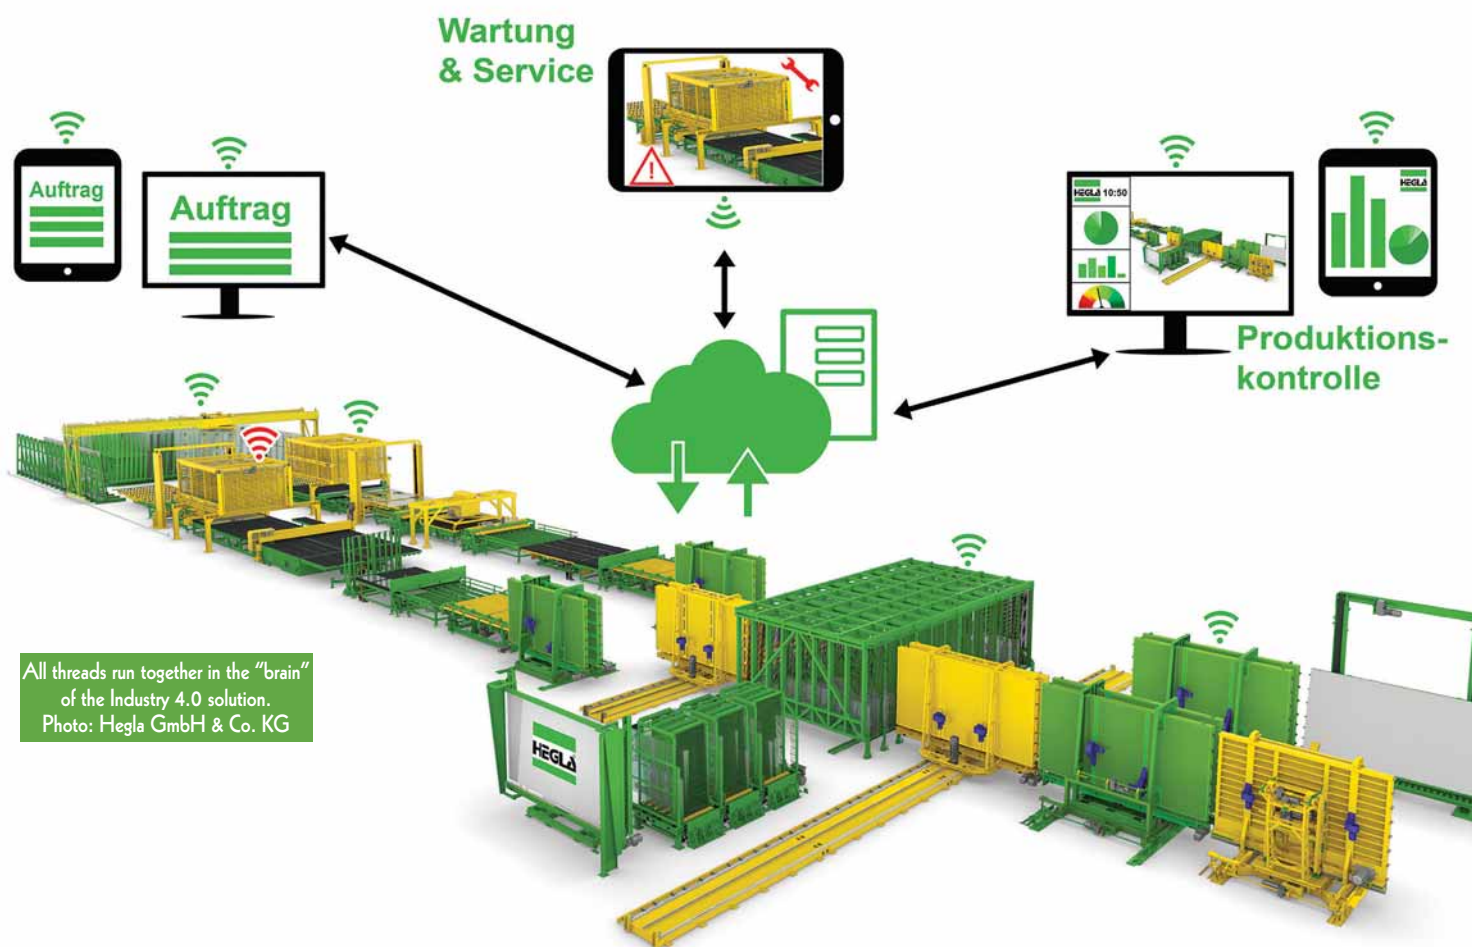 Wartung
& Service
Auftrag
Auftrag
HEGLA 10:50
HEGLA
Produktions-
kontrolle
All threads run together in the "brain"
of the Industry 4.0 solution.
Photo: Hegla GmbH & Co. KG
HEGLA